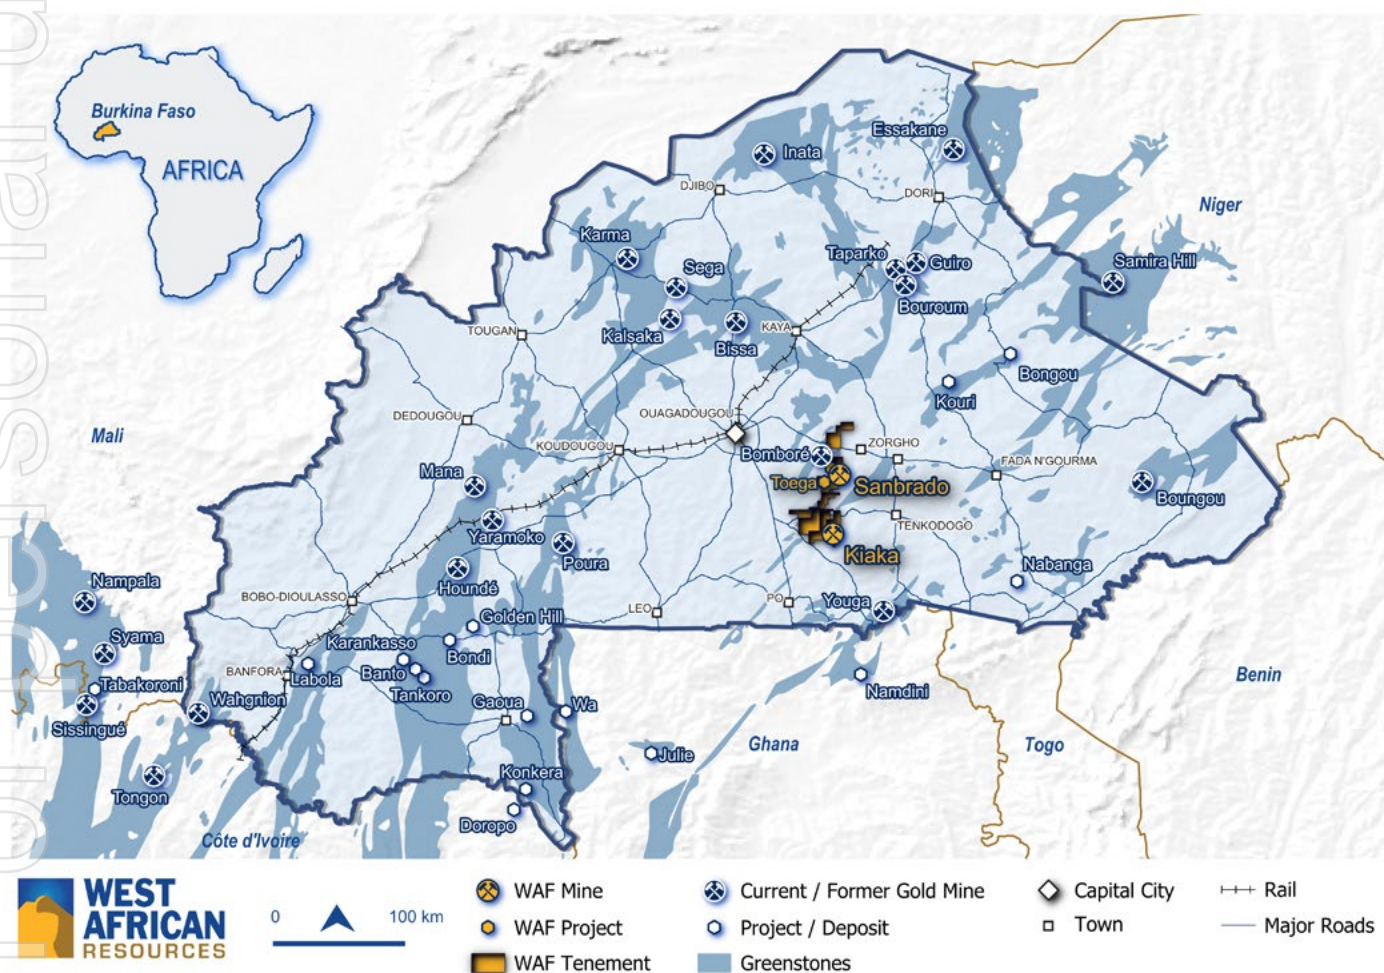 Burkina Faso
AFRICA
Essakane
Inata
DJIBO
DORI
Niger
Karma
Taparko
Guiro
Samira Hill
Sega
Bouroum
TOUGAN
Kalsaka
KAYA
Bissa
Bongou
Kouri
DEDOUGOU
OUAGADOUGOU
Mali
KOUDOUGOU
Bomboré
ZORGHO
FADA N'GOURMA
Mana
Toega
Sanbrado
Boungou
Yaramoko
TENKODOGO
Poura
Kiaka
Nampala
Houndé
Nabanga
BOBO-DIOULASSO
LEO
PO
Youga
Golden Hill
Syama
Karankasso
Bondi
BANFORA
Labola
Banto
Tabakoroni
Tankoro
Namdini
Benin
Wahgnion
Gaoua
Wa
Sissingué
Ghana
Togo
Julie
Konkera
Tongon
Doropo
Côte d'Ivoire
WEST
AFRICAN
RESOURCES
0 100 km
WAF Mine
WAF Project
WAF Tenement
Current / Former Gold Mine
Project / Deposit
Greenstones
Capital City
Town
Rail
Major Roads